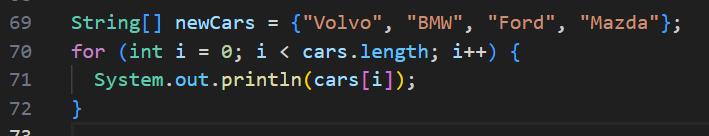 69 String[] newCars = {"Volvo", "BMW", "Ford", "Mazda"};
70 for (int i = 0; i < cars.length; i++) {
71   System.out.println(cars[i]);
72 }
73